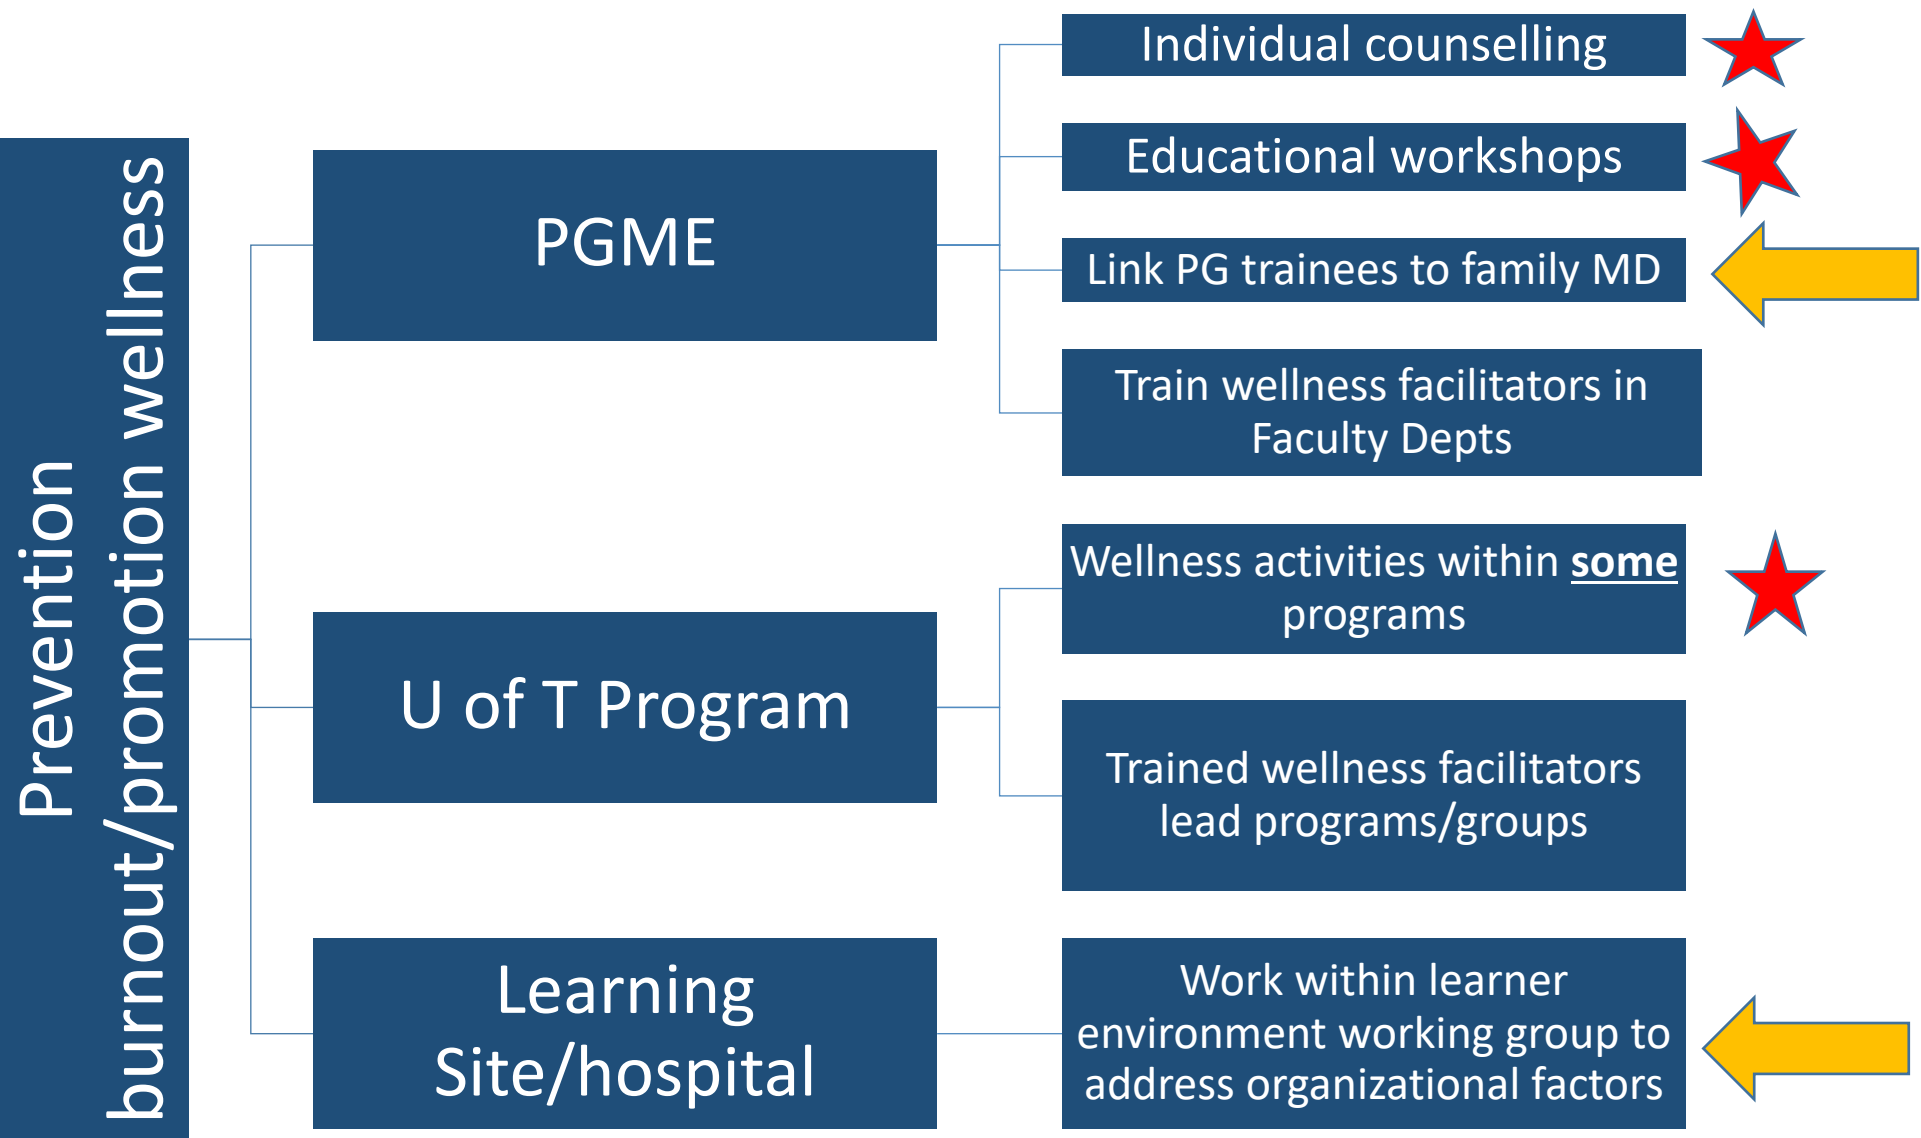 Prevention
burnout/promotion wellness
PGME
Individual counselling
Educational workshops
Link PG trainees to family MD
Train wellness facilitators in
Faculty Depts
U of T Program
Wellness activities within some
programs
Trained wellness facilitators
lead programs/groups
Learning
Site/hospital
Work within learner
environment working group to
address organizational factors